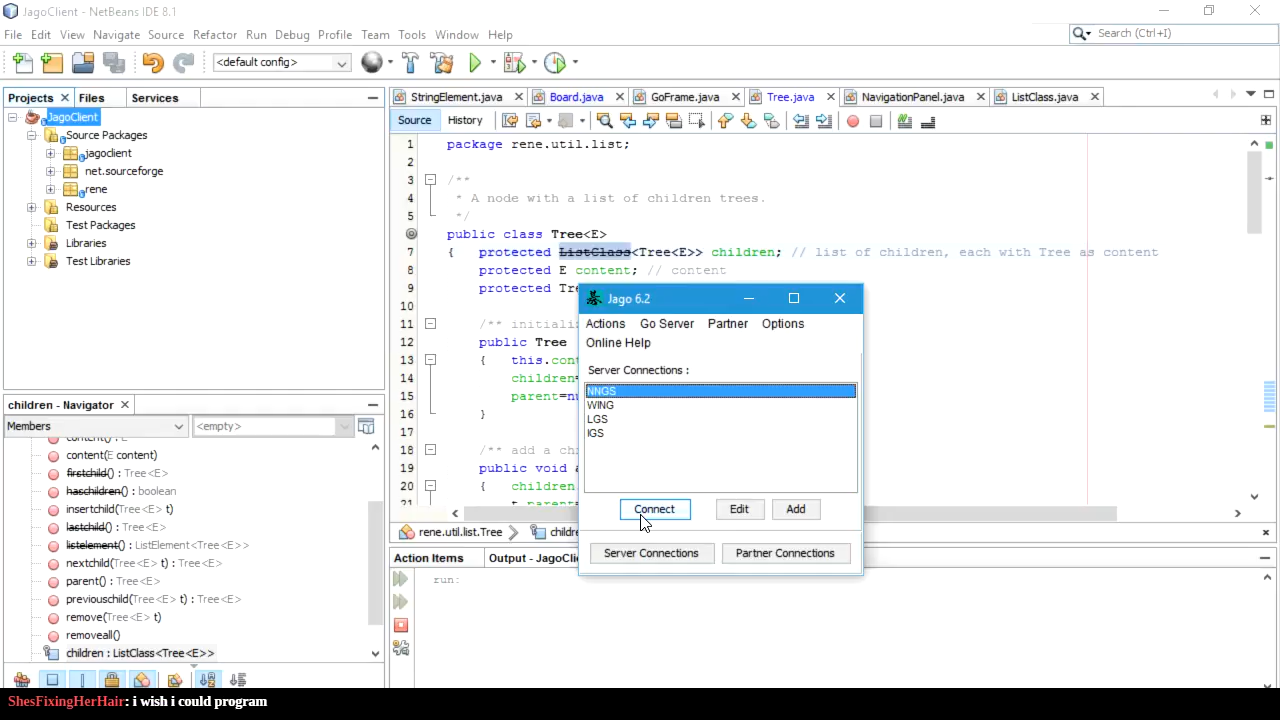 JagoClient - NetBeans IDE 8.1
File Edit View Navigate Source Refactor Run Debug Profile Team Tools Window Help
Search (Ctrl+I)
<default config>
Projects Files Services
JagoClient
Source Packages
jagoclient
net.sourceforge
rene
Resources
Test Packages
Libraries
Test Libraries
StringElement.java Board.java GoFrame.java Tree.java NavigationPanel.java ListClass.java
Source History
1 package rene.util.list;
2
3 /**
4 * A node with a list of children trees.
5 */
6 public class Tree<E>
7 { protected ListClass<Tree<E>> children; // list of children, each with Tree as content
8 protected E content; // content
9 protected
10
11 /** initiali
12 public Tree
13 { this.con
14 children=
15 parent=
16 }
17
18 /** add a ch
19 public void
20 { children
21
rene.util.list.Tree
children - Navigator
Members <empty>
content() : E
content(E content)
firstchild() : Tree<E>
haschildren() : boolean
insertchild(Tree<E> t)
lastchild() : Tree<E>
listelement() : ListElement<Tree<E>>
nextchild(Tree<E> t) : Tree<E>
parent() : Tree<E>
previouschild(Tree<E> t) : Tree<E>
remove(Tree<E> t)
removeall()
children : ListClass<Tree<E>>
Action Items Output - JagoCli
run:
Jago 6.2
Actions Go Server Partner Options
Online Help
Server Connections :
NNGS
WING
LGS
IGS
Connect Edit Add
Server Connections Partner Connections
ShesFixingHerHair: i wish i could program